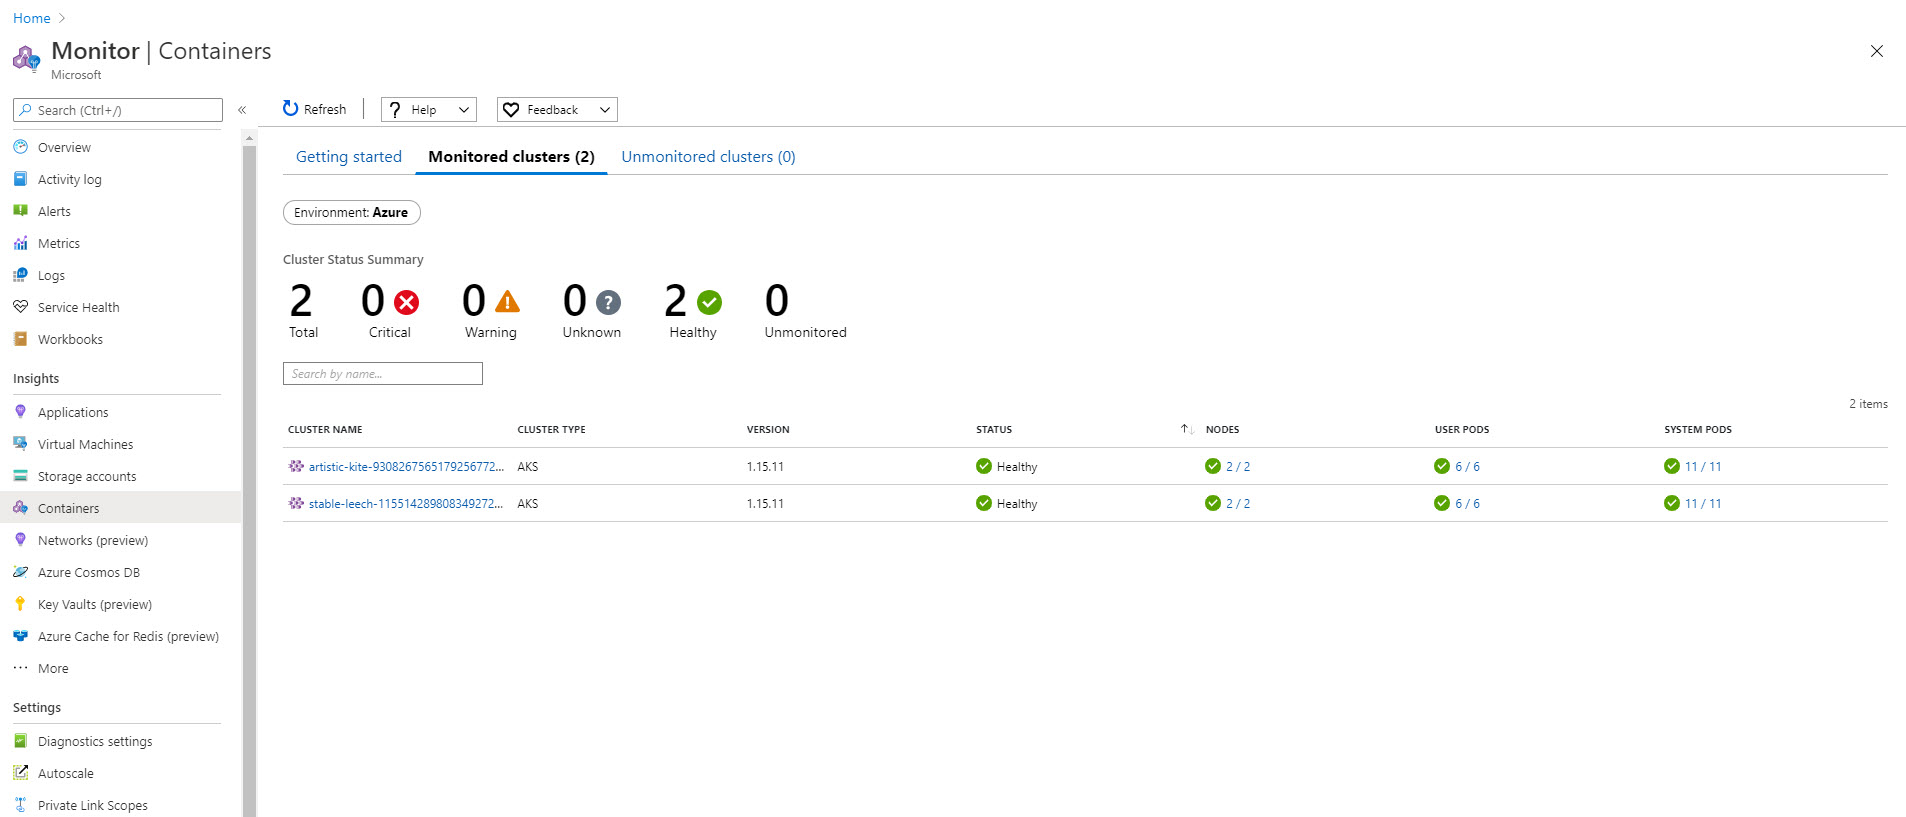 Home
Monitor | Containers
Microsoft
Search (Ctrl+/)
«
Refresh
Help
Feedback
Overview
Activity log
Alerts
Metrics
Logs
Service Health
Workbooks
Insights
Applications
Virtual Machines
Storage accounts
Containers
Networks (preview)
Azure Cosmos DB
Key Vaults (preview)
Azure Cache for Redis (preview)
More
Settings
Diagnostics settings
Autoscale
Private Link Scopes
Getting started Monitored clusters (2) Unmonitored clusters (0)
Environment: Azure
Cluster Status Summary
2 0 0 0 2 0
Total Critical Warning Unknown Healthy Unmonitored
Search by name...
2 items
CLUSTER NAME CLUSTER TYPE VERSION STATUS NODES USER PODS SYSTEM PODS
artistic-kite-9308267565179256772... AKS 1.15.11 Healthy 2 / 2 6 / 6 11 / 11
stable-leech-115514289808349272... AKS 1.15.11 Healthy 2 / 2 6 / 6 11 / 11